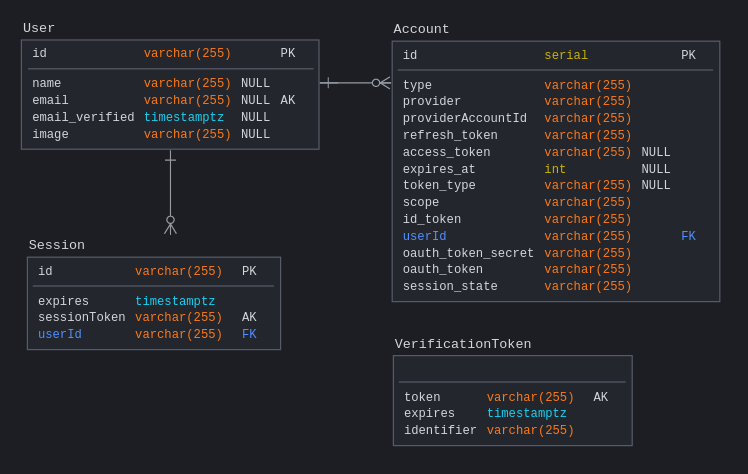 User
id varchar(255) PK
name varchar(255) NULL
email varchar(255) NULL AK
email_verified timestamptz NULL
image varchar(255) NULL
Account
id serial PK
type varchar(255)
provider varchar(255)
providerAccountId varchar(255)
refresh_token varchar(255)
access_token varchar(255) NULL
expires_at int NULL
token_type varchar(255) NULL
scope varchar(255)
id_token varchar(255)
userId varchar(255) FK
oauth_token_secret varchar(255)
oauth_token varchar(255)
session_state varchar(255)
Session
id varchar(255) PK
expires timestamptz
sessionToken varchar(255) AK
userId varchar(255) FK
VerificationToken
token varchar(255) AK
expires timestamptz
identifier varchar(255)